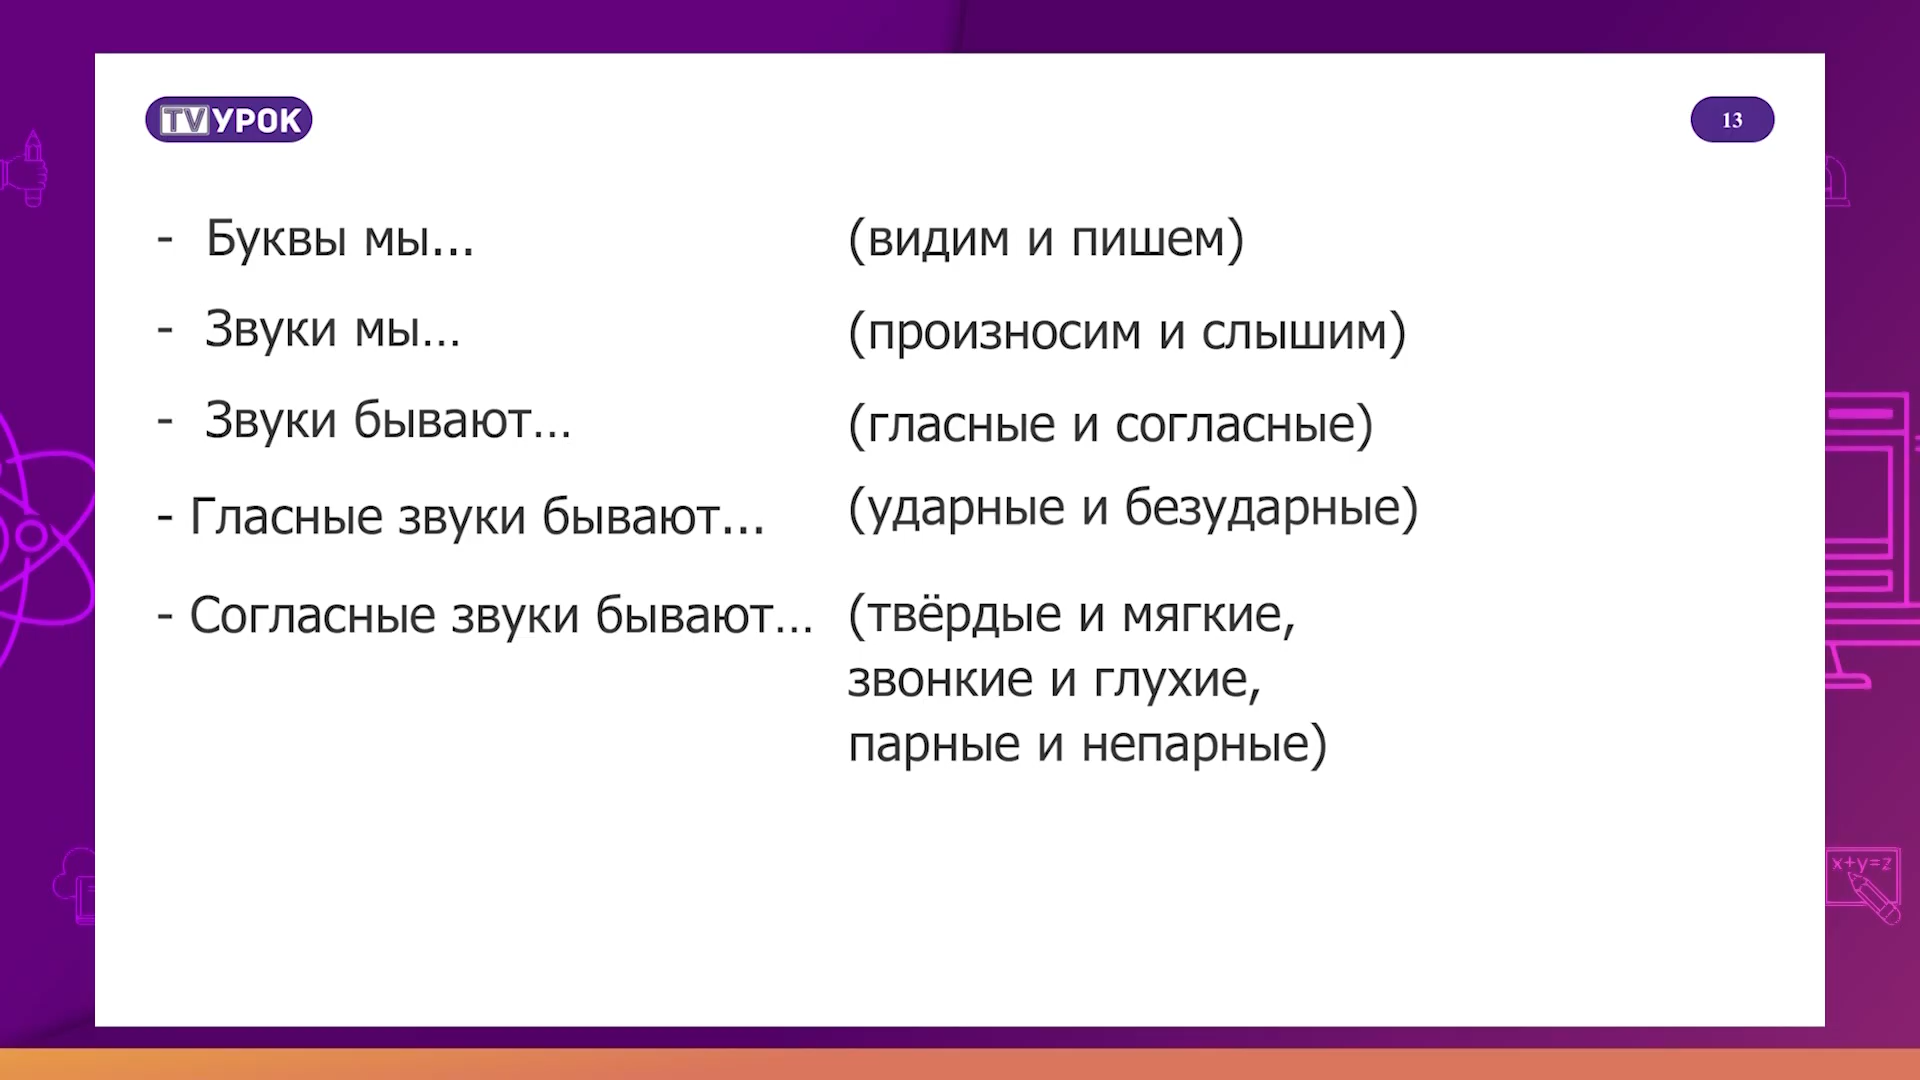 TVУРОК
13
- Буквы мы... (видим и пишем)
- Звуки мы... (произносим и слышим)
- Звуки бывают... (гласные и согласные)
- Гласные звуки бывают... (ударные и безударные)
- Согласные звуки бывают... (твёрдые и мягкие,
звонкие и глухие,
парные и непарные)
x+y=z